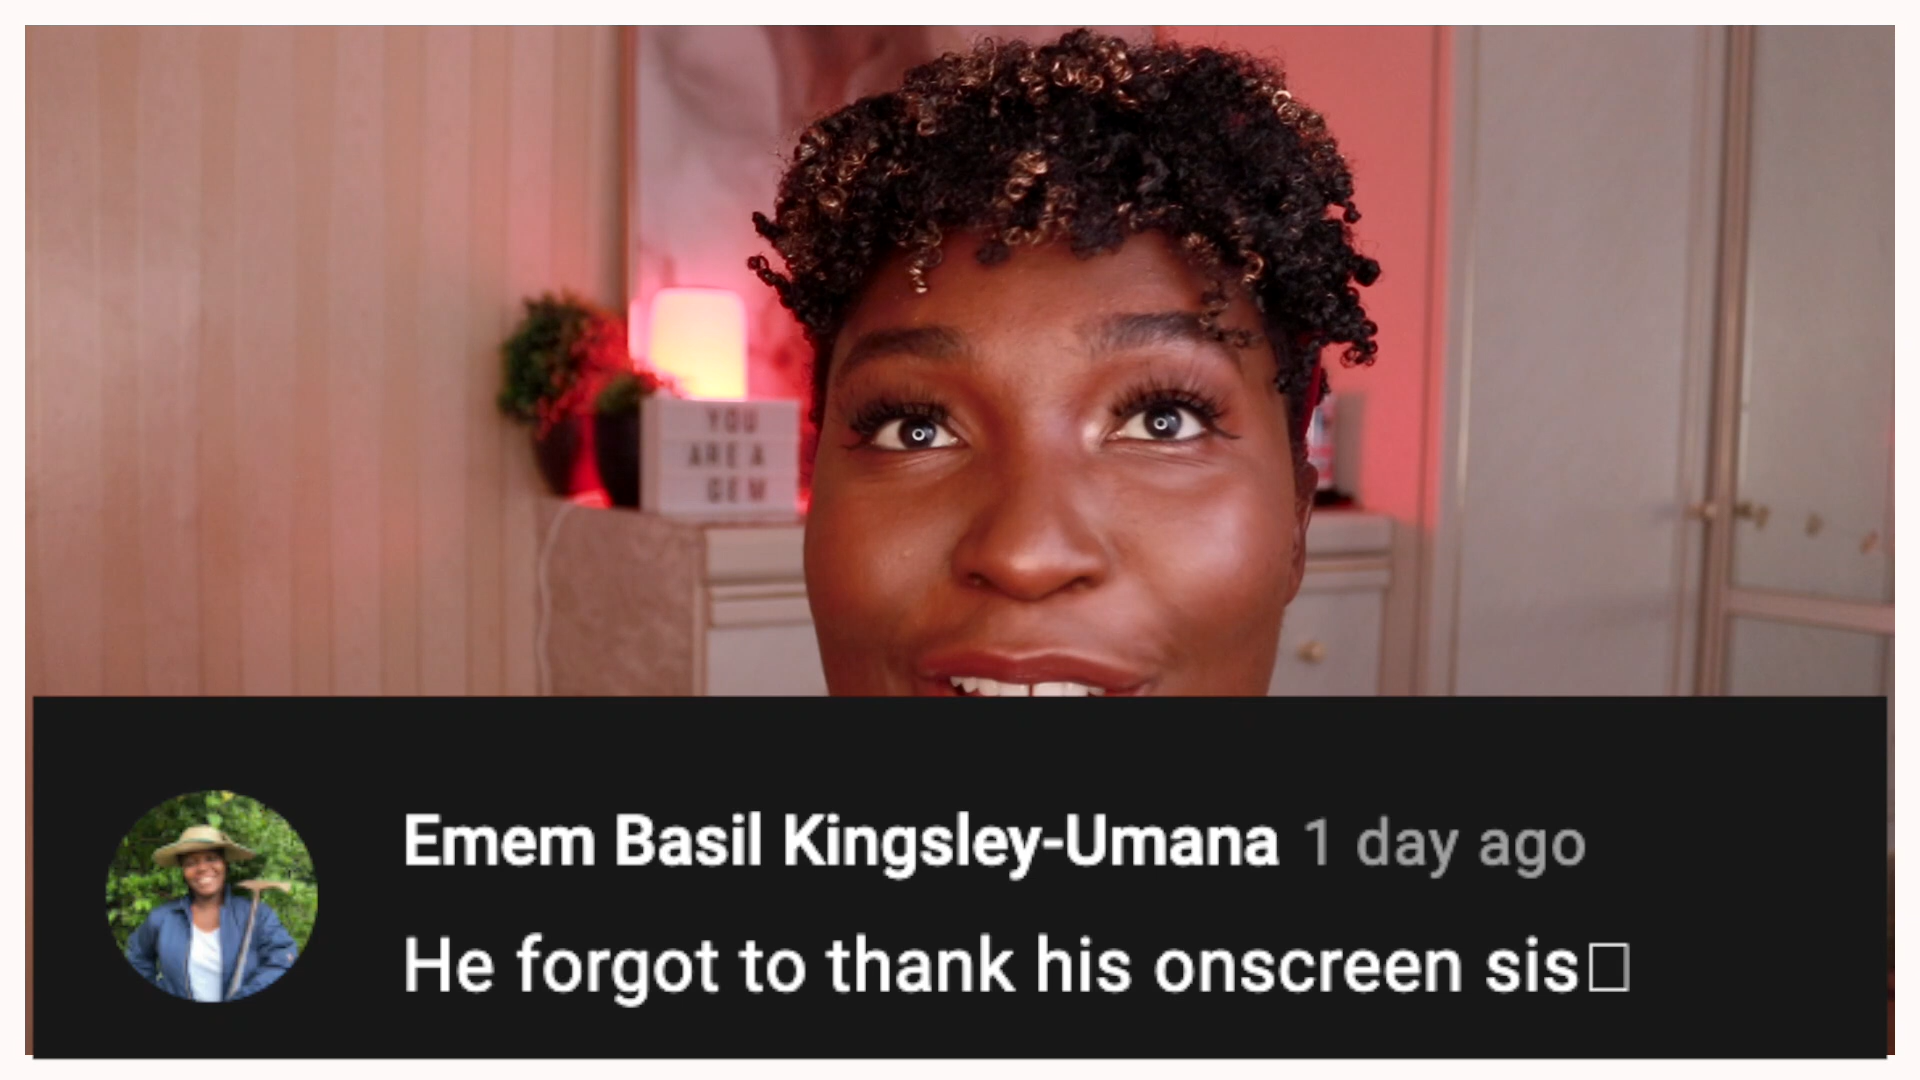 YOU
ARE A
GEM
Emem Basil Kingsley-Umana 1 day ago
He forgot to thank his onscreen sis